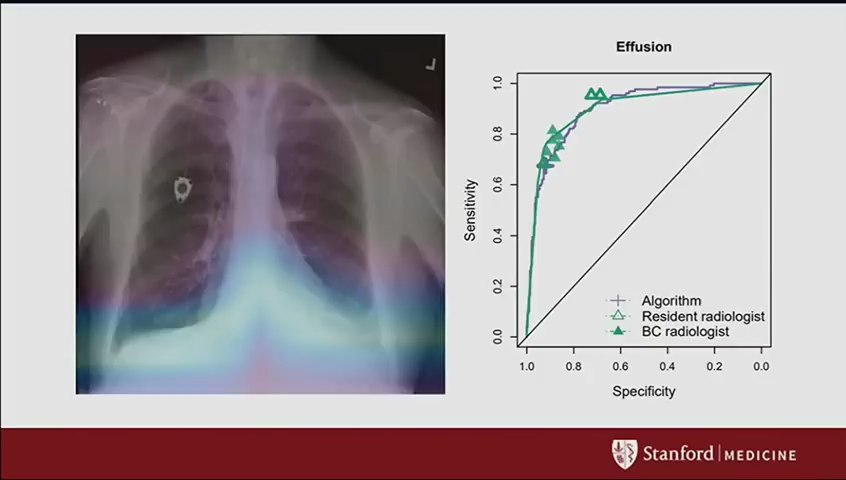 L
Effusion
Sensitivity
1.0
0.8
0.6
0.4
0.2
0.0
Algorithm
Resident radiologist
BC radiologist
1.0 0.8 0.6 0.4 0.2 0.0
Specificity
Stanford MEDICINE